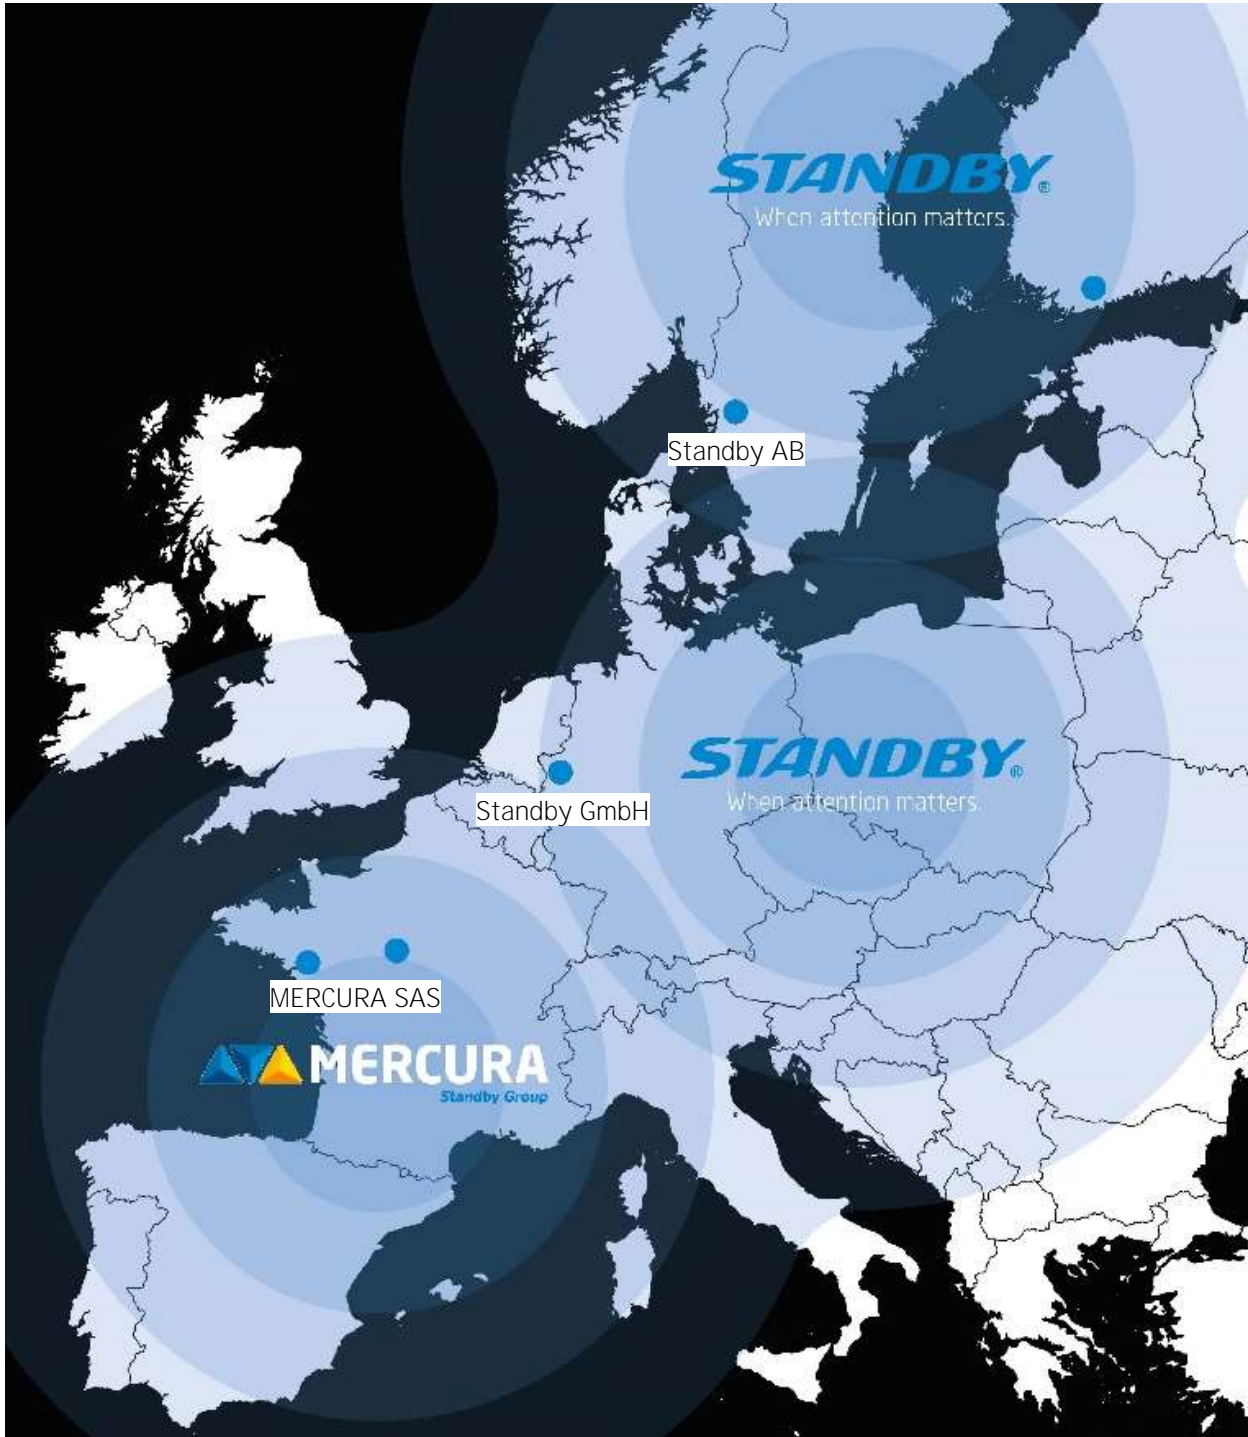 STANDBY®
When attention matters.
Standby AB
STANDBY®
When attention matters.
Standby GmbH
MERCURA SAS
MERCURA
Standby Group